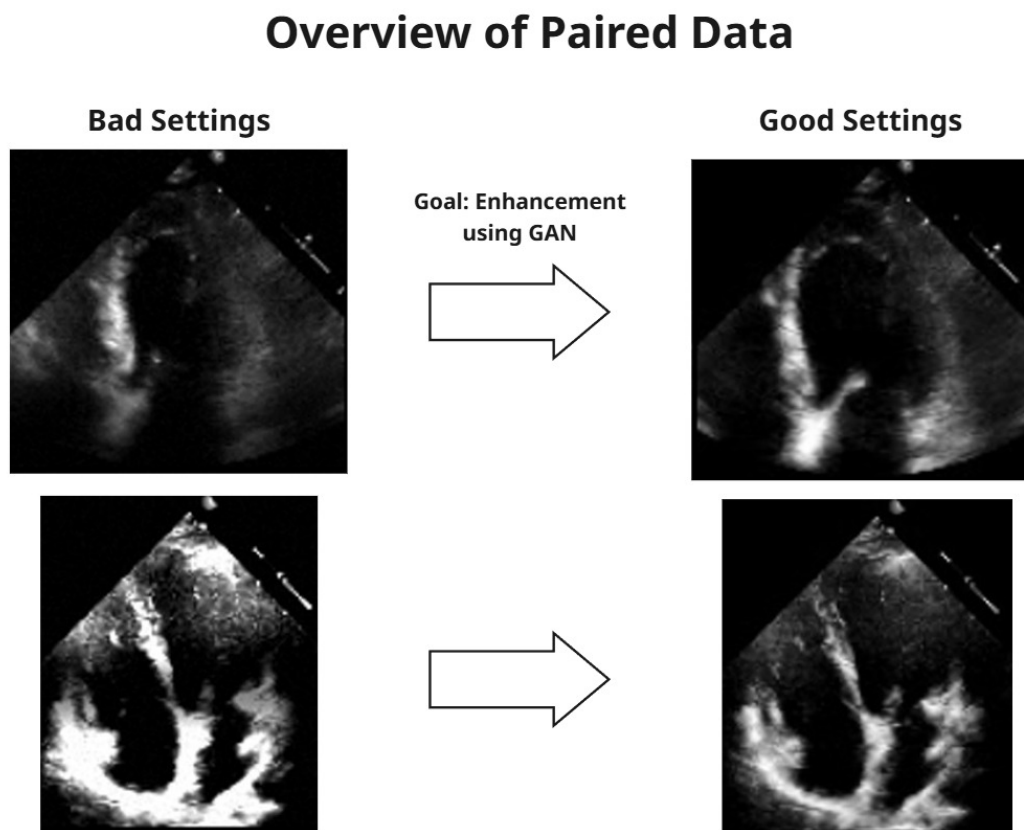 Overview of Paired Data
Bad Settings
Good Settings
Goal: Enhancement
using GAN